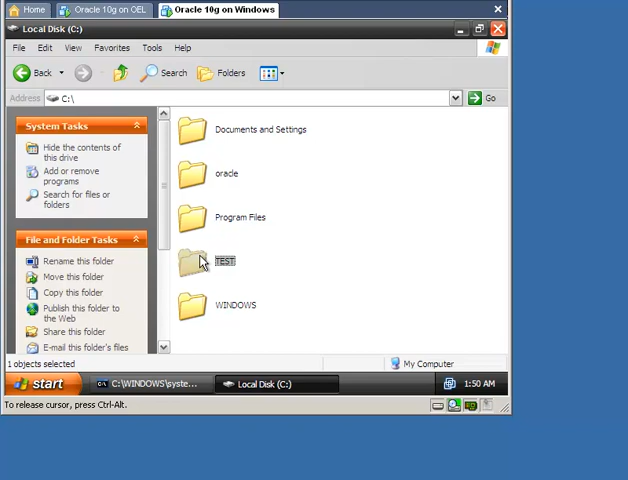 Home
Oracle 10g on OEL
Oracle 10g on Windows
Local Disk (C:)
File Edit View Favorites Tools Help
Back
Search
Folders
Address C:\
Go
System Tasks
Hide the contents of
this drive
Add or remove
programs
Search for files or
folders
File and Folder Tasks
Rename this folder
Move this folder
Copy this folder
Publish this folder to
the Web
Share this folder
E-mail this folder's files
Documents and Settings
oracle
Program Files
TEST
WINDOWS
1 objects selected
My Computer
start
C:\WINDOWS\syste...
Local Disk (C:)
1:50 AM
To release cursor, press Ctrl-Alt.